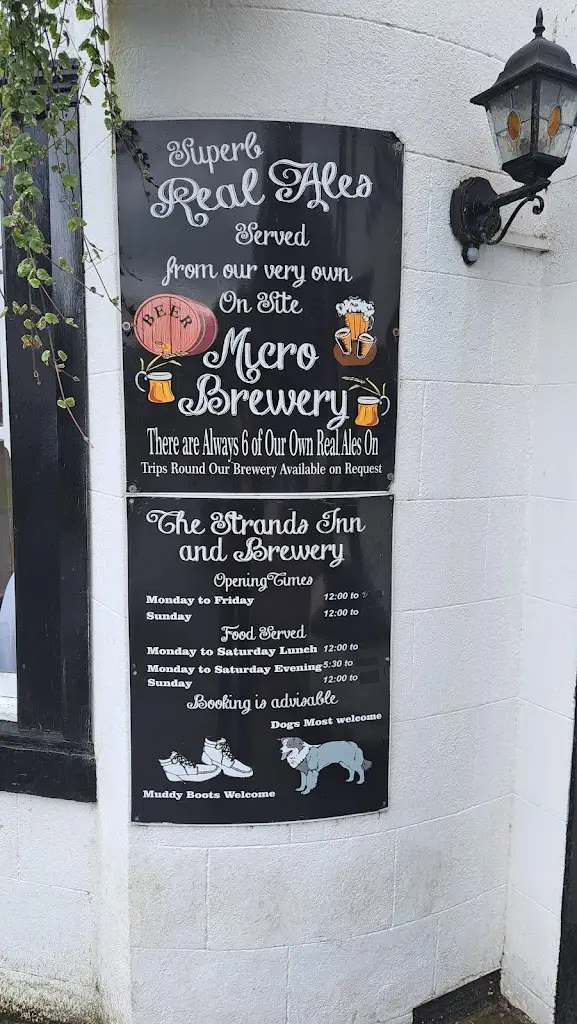 Superb
Real Ales
Served
from our very own
On Site
BEER
Micro
Brewery
There are Always 6 of Our Own Real Ales On
Trips Round Our Brewery Available on Request
The Strands Inn
and Brewery
Opening Times
Monday to Friday 12:00 to
Sunday 12:00 to
Food Served
Monday to Saturday Lunch 12:00 to
Monday to Saturday Evening 5:30 to
Sunday 12:00 to
Booking is advisable
Dogs Most welcome
Muddy Boots Welcome